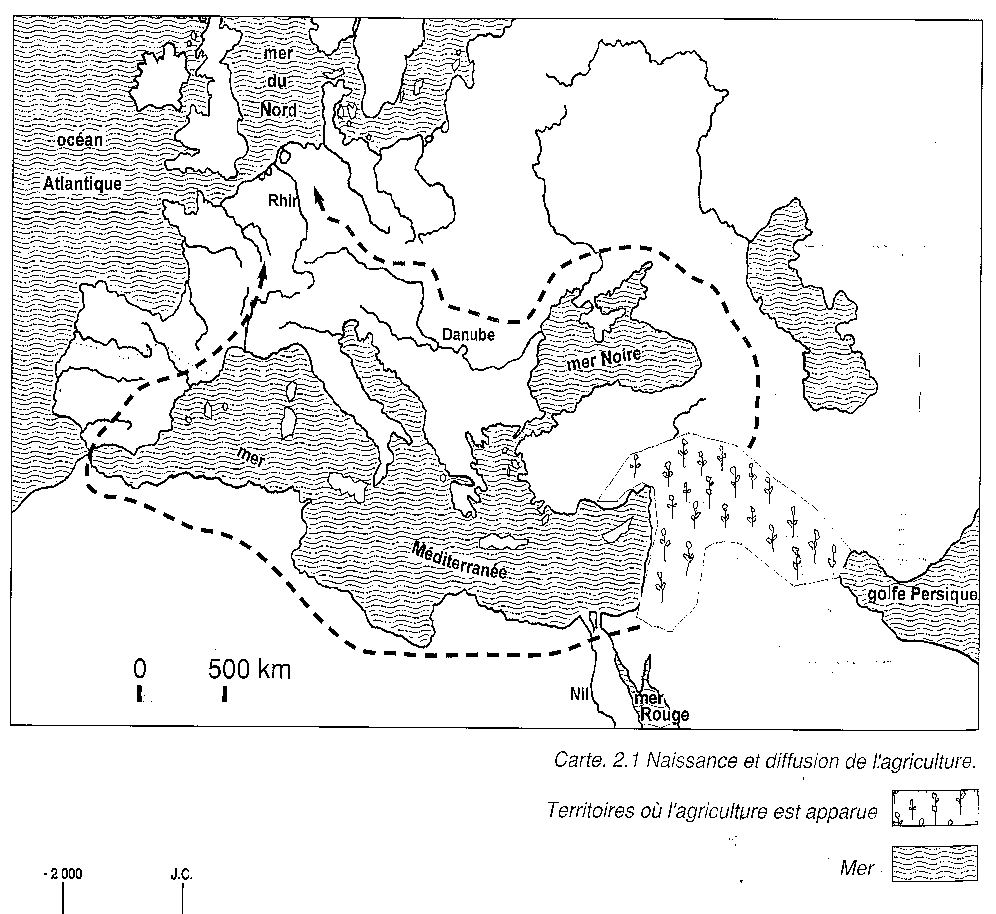 mer
du
Nord
océan
Atlantique
Rhin
Danube
mer Noire
mer
Méditerranée
golfe Persique
0 500 km
Nil
mer
Rouge
Carte. 2.1 Naissance et diffusion de l'agriculture.
Territoires où l'agriculture est apparue
Mer
- 2 000 J.C.